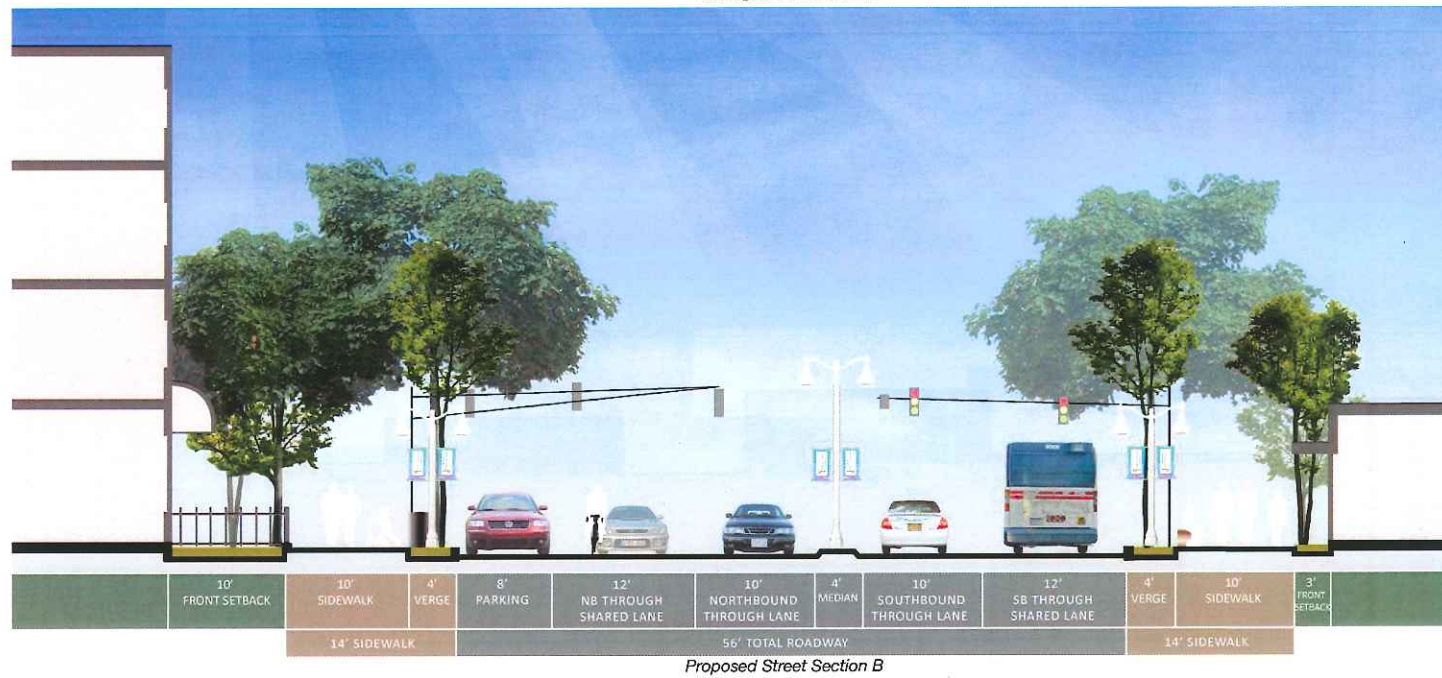 10'
FRONT SETBACK
10'
SIDEWALK
4'
VERGE
8'
PARKING
12'
NB THROUGH
SHARED LANE
10'
NORTHBOUND
THROUGH LANE
4'
MEDIAN
10'
SOUTHBOUND
THROUGH LANE
12'
SB THROUGH
SHARED LANE
4'
VERGE
10'
SIDEWALK
3'
FRONT
SETBACK
14' SIDEWALK
56' TOTAL ROADWAY
14' SIDEWALK
Proposed Street Section B